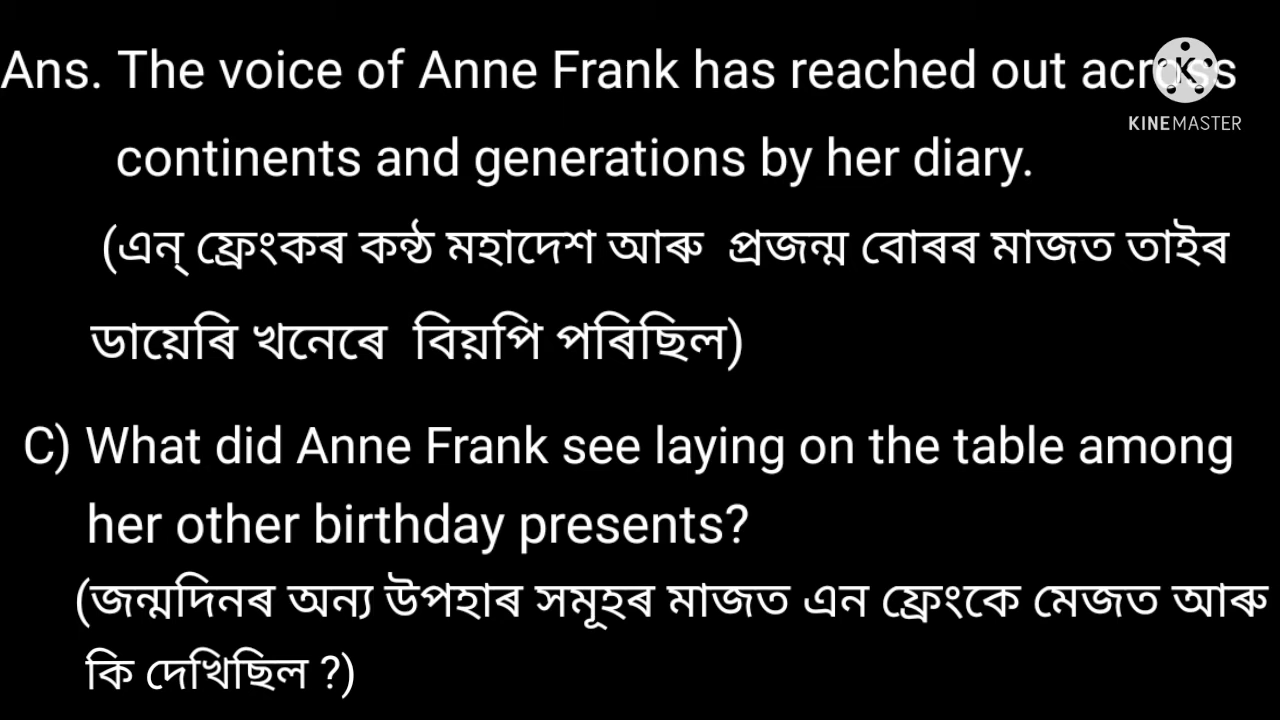 Ans. The voice of Anne Frank has reached out across
KINEMASTER
continents and generations by her diary.
(এন্ ফ্ৰেংকৰ কন্ঠ মহাদেশ আৰু প্ৰজন্ম বোৰৰ মাজত তাইৰ
ডায়েৰি খনেৰে বিয়পি পৰিছিল)
C) What did Anne Frank see laying on the table among
her other birthday presents?
(জন্মদিনৰ অন্য উপহাৰ সমূহৰ মাজত এন ফ্ৰেংকে মেজত আৰু
কি দেখিছিল ?)